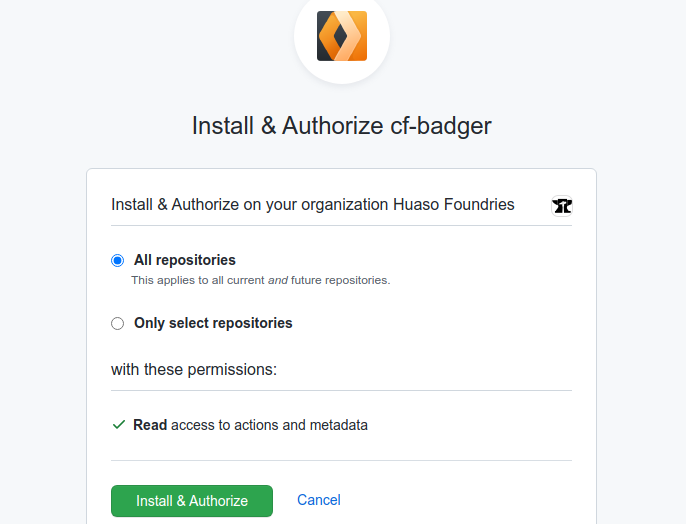 Install & Authorize cf-badger
Install & Authorize on your organization Huaso Foundries
All repositories
This applies to all current and future repositories.
Only select repositories
with these permissions:
Read access to actions and metadata
Install & Authorize
Cancel